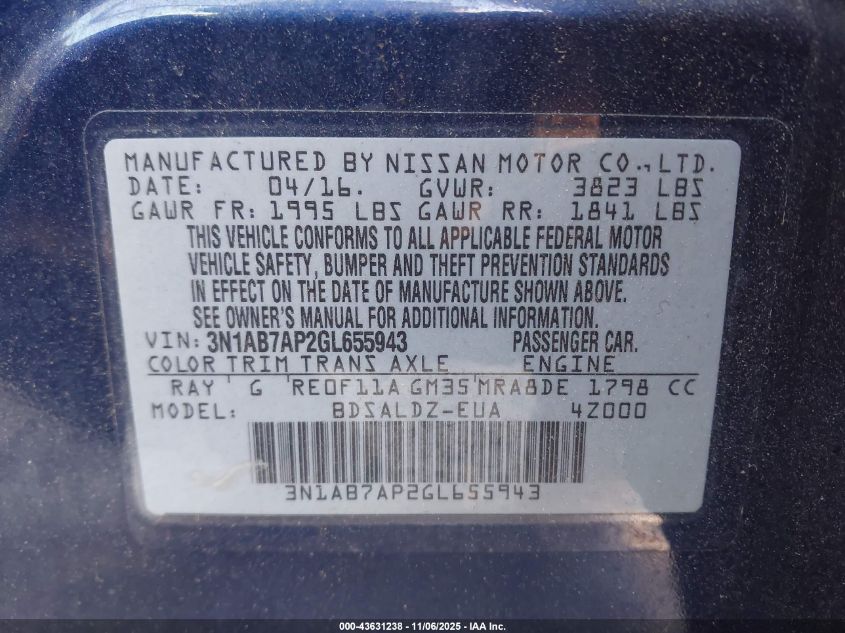 MANUFACTURED BY NISSAN MOTOR CO., LTD.
DATE: 04/16. GVWR: 3823 LBS
GAWR FR: 1995 LBS GAWR RR: 1841 LBS
THIS VEHICLE CONFORMS TO ALL APPLICABLE FEDERAL MOTOR
VEHICLE SAFETY, BUMPER AND THEFT PREVENTION STANDARDS
IN EFFECT ON THE DATE OF MANUFACTURE SHOWN ABOVE.
SEE OWNER'S MANUAL FOR ADDITIONAL INFORMATION.
VIN: 3N1AB7AP2GL655943 PASSENGER CAR.
COLOR TRIM TRANS AXLE ENGINE
RAY G RE0F11A GM35 MRA8DE 1798 CC
MODEL: BDSALDZ-EUA 4Z000
3N1AB7AP2GL655943
000-43631238 - 11/06/2025 - IAA Inc.